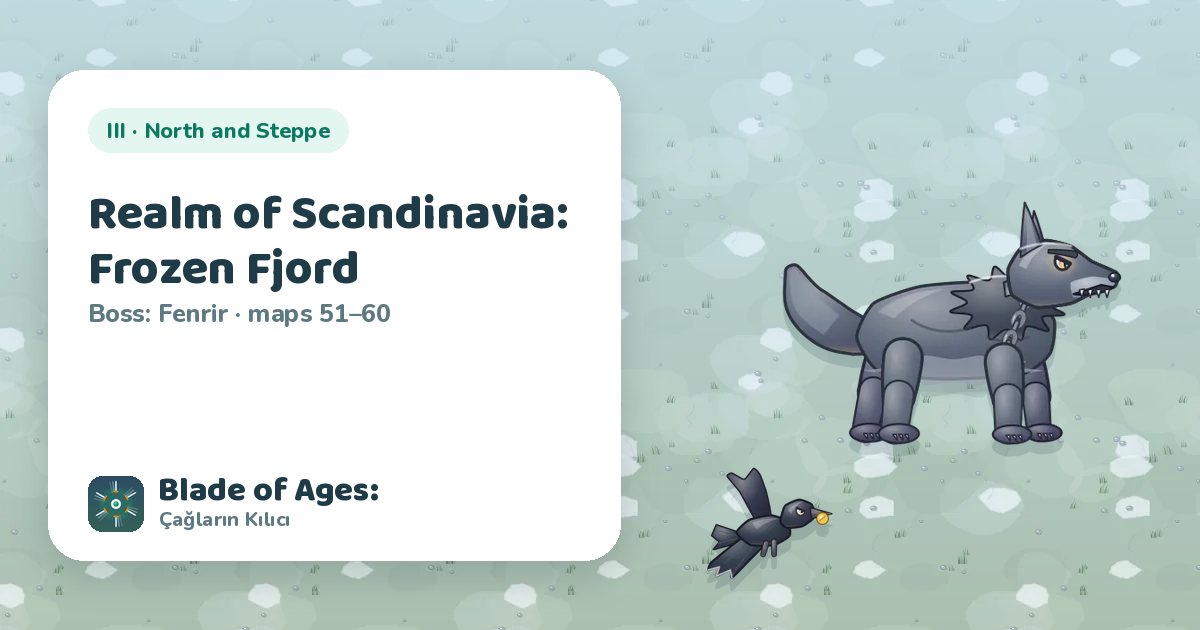 III · North and Steppe
Realm of Scandinavia:
Frozen Fjord
Boss: Fenrir · maps 51–60
Blade of Ages:
Çağların Kılıcı